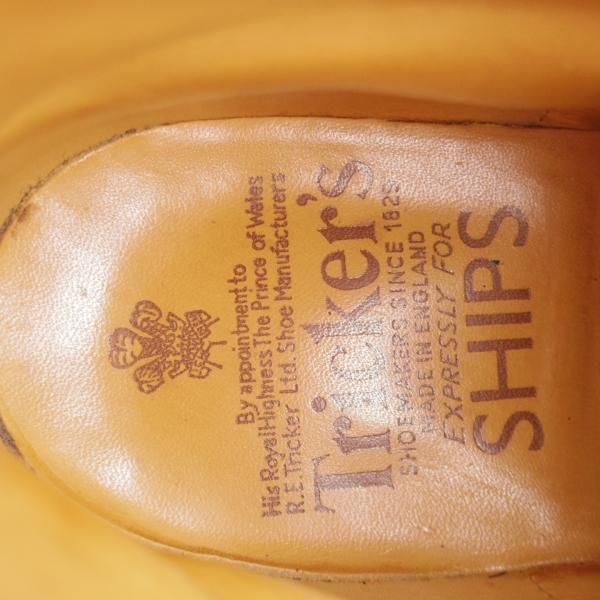 By appointment to
His Royal Highness The Prince of Wales
R.E.Tricker Ltd. Shoe Manufacturers
Tricker's
SHOEMAKERS SINCE 1829
MADE IN ENGLAND
EXPRESSLY FOR
SHIPS